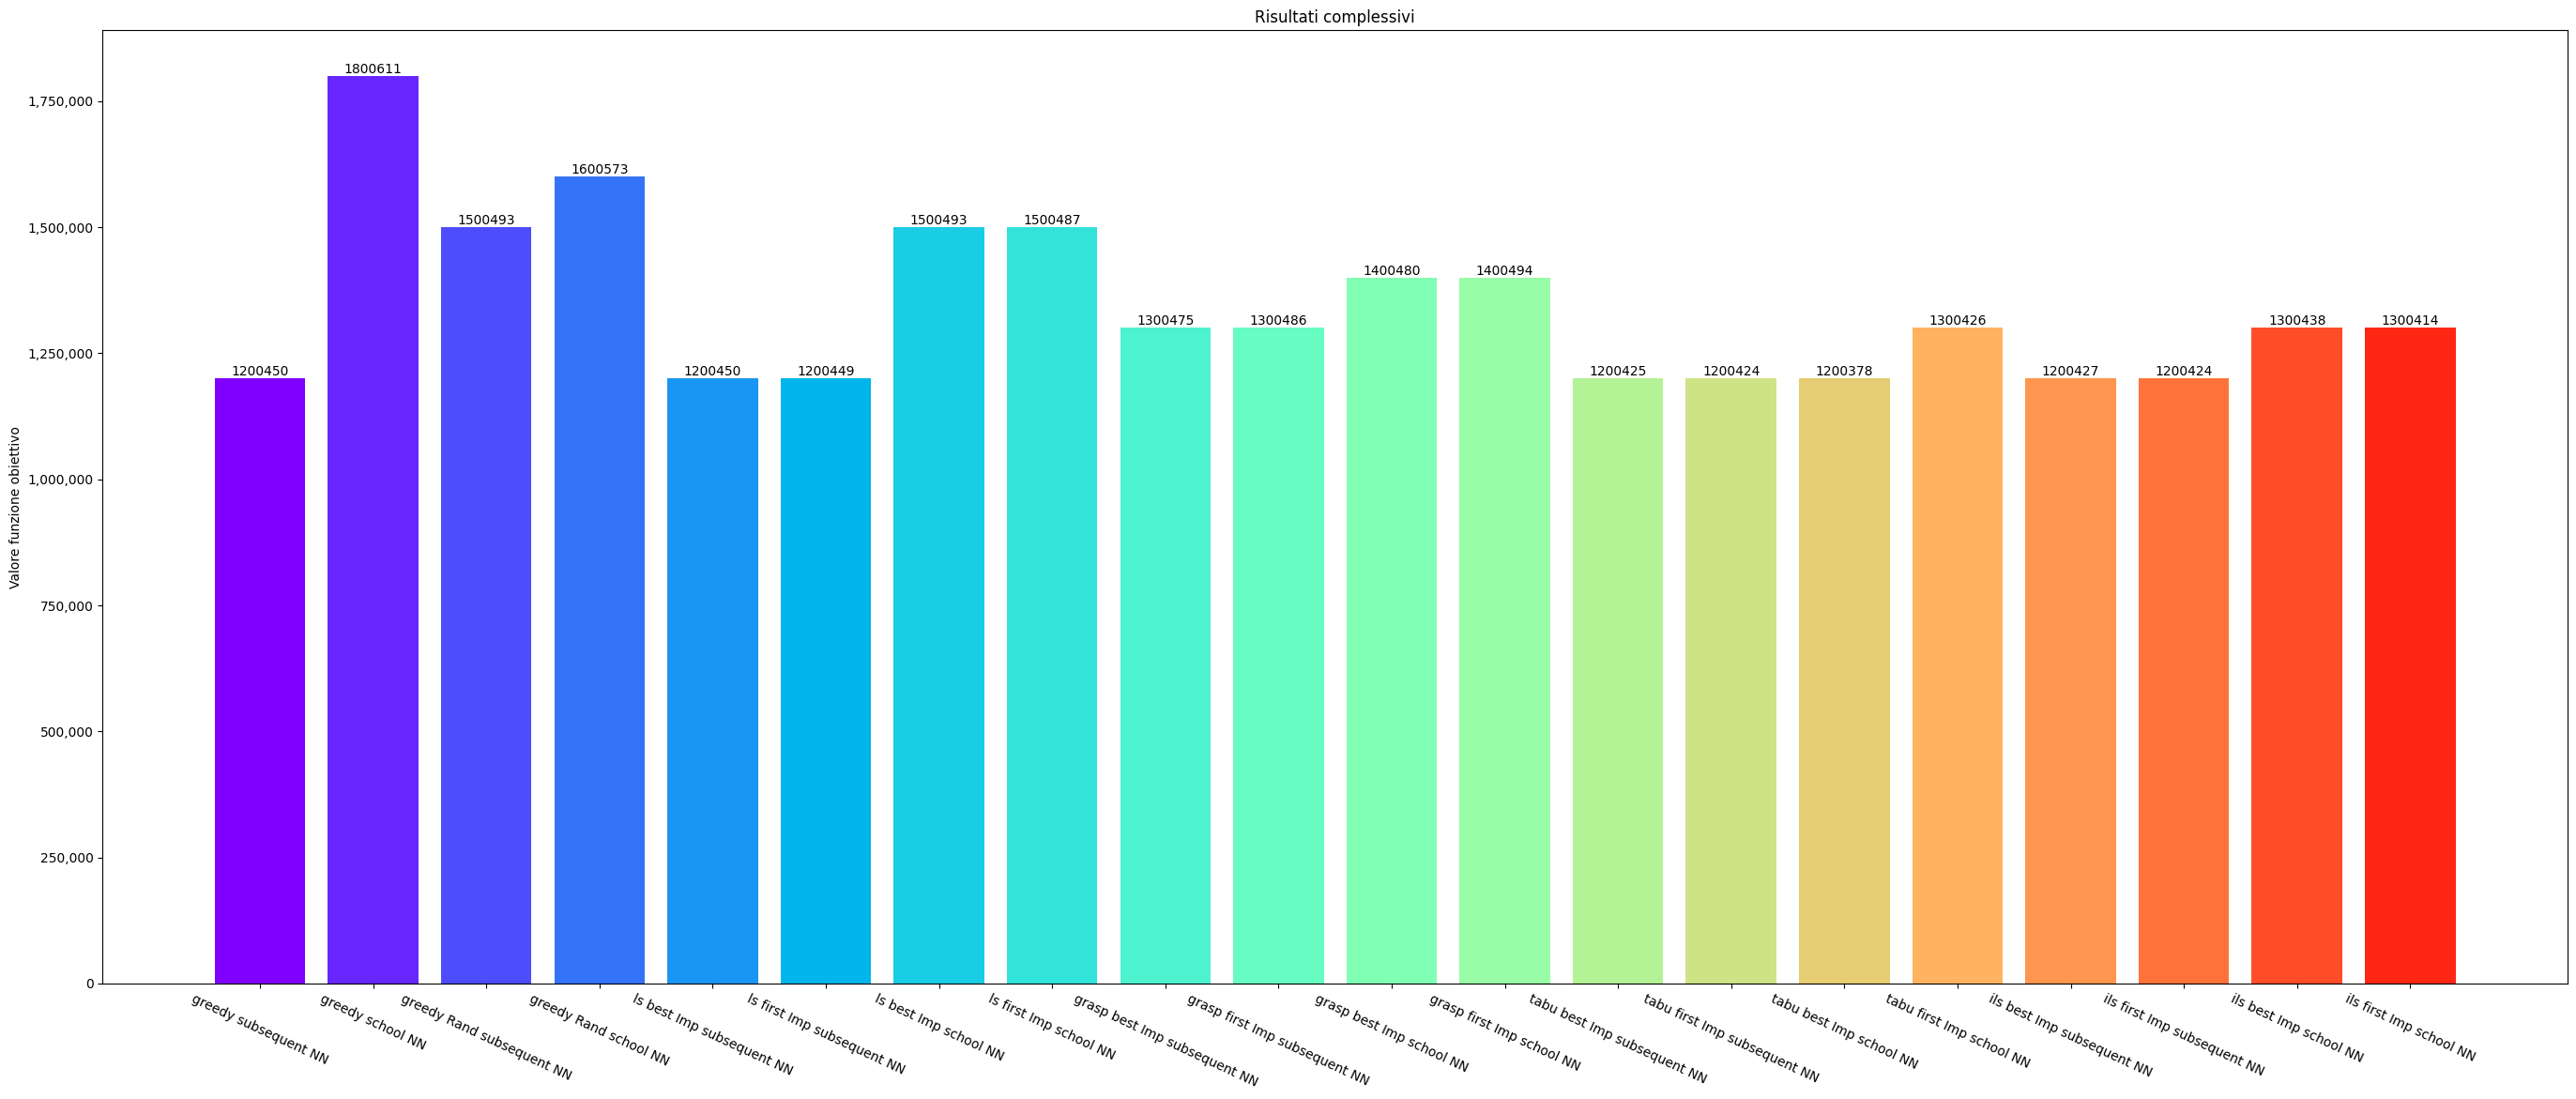 Risultati complessivi
Valore funzione obiettivo
1,750,000
1,500,000
1,250,000
1,000,000
750,000
500,000
250,000
0
1200450
1800611
1500493
1600573
1200450
1200449
1500493
1500487
1300475
1300486
1400480
1400494
1200425
1200424
1200378
1300426
1200427
1200424
1300438
1300414
greedy subsequent NN
greedy school NN
greedy Rand subsequent NN
greedy Rand school NN
ls best Imp subsequent NN
ls first Imp subsequent NN
ls best Imp school NN
ls first Imp school NN
grasp best Imp subsequent NN
grasp first Imp subsequent NN
grasp best Imp school NN
grasp first Imp school NN
tabu best Imp subsequent NN
tabu first Imp subsequent NN
tabu best Imp school NN
tabu first Imp school NN
ils best Imp subsequent NN
ils first Imp subsequent NN
ils best Imp school NN
ils first Imp school NN